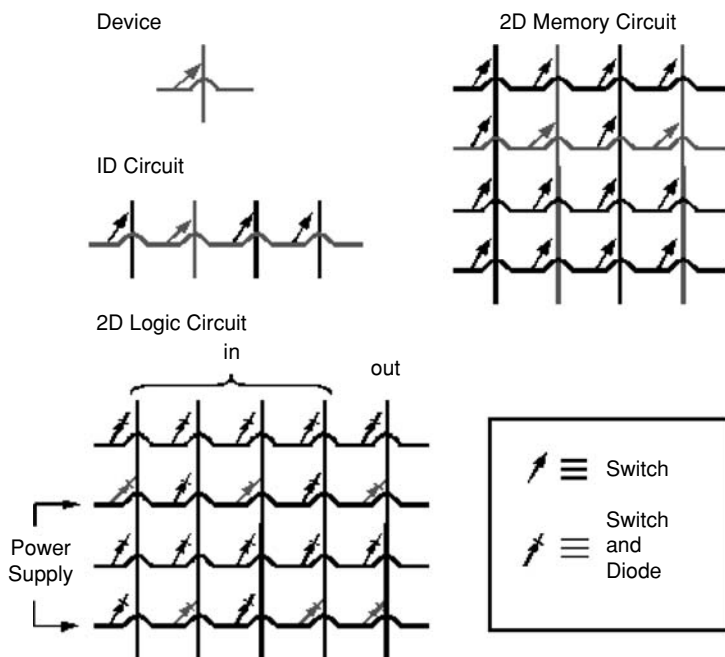 Device
2D Memory Circuit
ID Circuit
2D Logic Circuit
in
out
Power
Supply
Switch
Switch
and
Diode